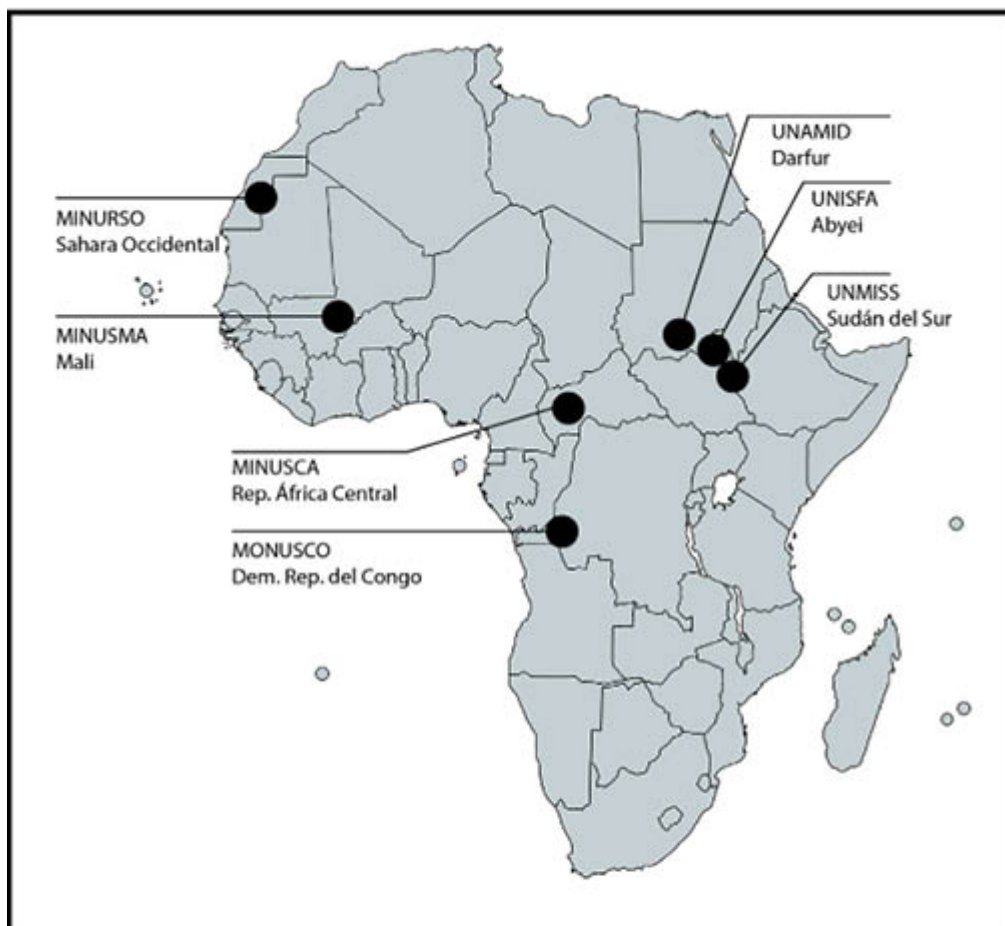 UNAMID
Darfur
UNISFA
Abyei
MINURSO
Sahara Occidental
UNMISS
Sudán del Sur
MINUSMA
Mali
MINUSCA
Rep. África Central
MONUSCO
Dem. Rep. del Congo